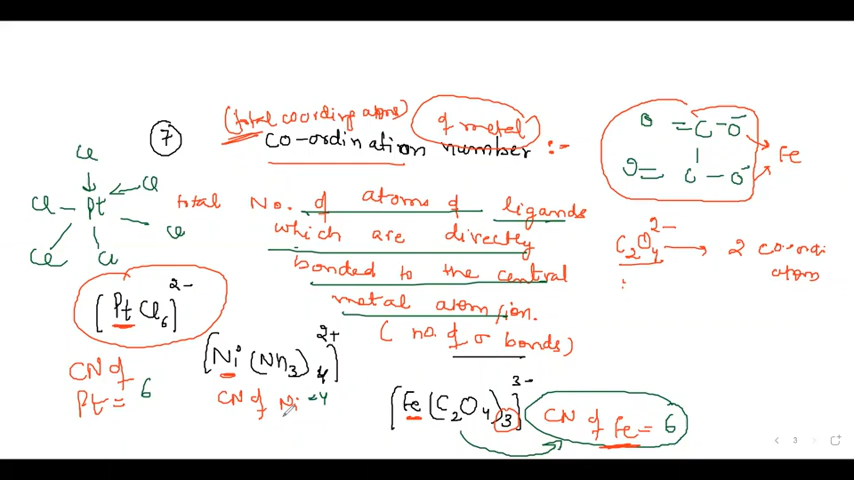 (total coording atoms) of metal
7 Co-ordination number :-
total No. of atoms of ligands
which are directly
bonded to the central
metal atom/ion.
(no. of σ bonds)
Cl
Cl
Cl Pt
Cl
Cl Cl
[PtCl6]2-
CN of
Pt = 6
[Ni(NH3)4]2+
CN of Ni = 4
[Fe(C2O4)3]3-
CN of Fe = 6
O = C - O-
O = C - O-
Fe
C2O4 2- → 2 co-ordi
atom
3